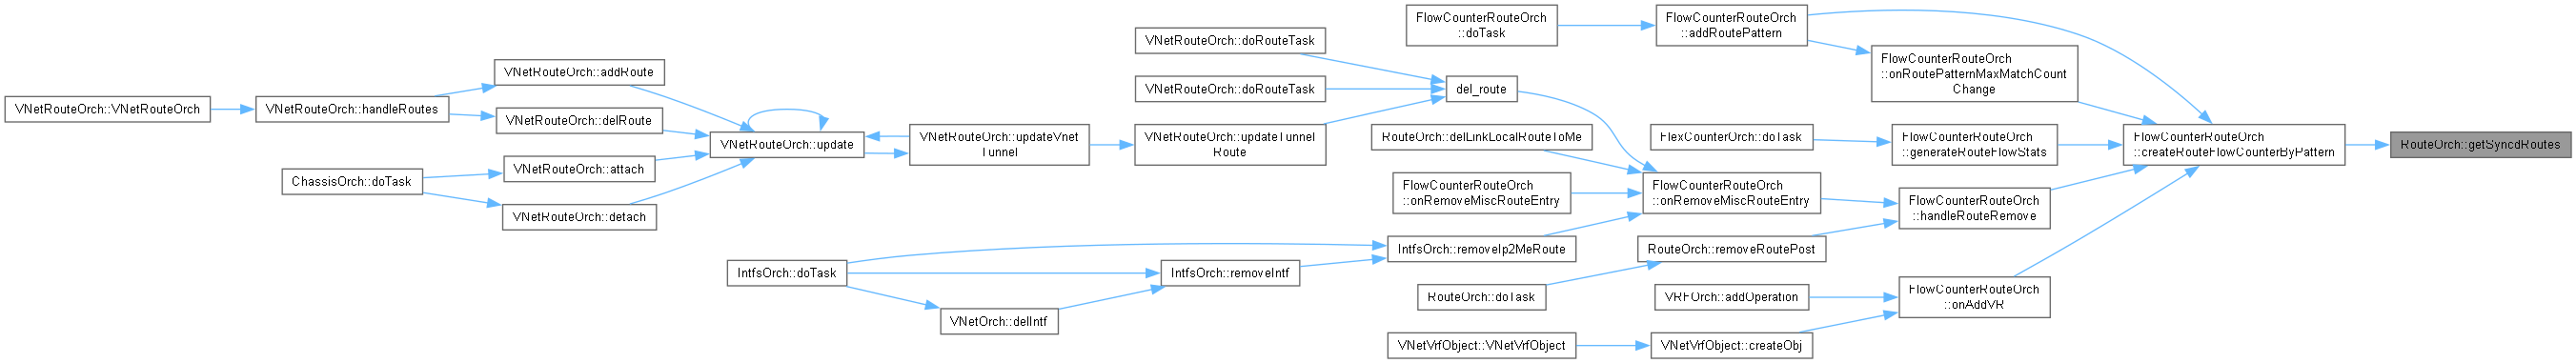 VNetRouteOrch::VNetRouteOrch
VNetRouteOrch::handleRoutes
VNetRouteOrch::addRoute
VNetRouteOrch::delRoute
VNetRouteOrch::attach
ChassisOrch::doTask
VNetRouteOrch::detach
VNetRouteOrch::update
VNetRouteOrch::updateVnet
Tunnel
VNetRouteOrch::doRouteTask
VNetRouteOrch::doRouteTask
VNetRouteOrch::updateTunnel
Route
IntfsOrch::doTask
IntfsOrch::removeIntf
VNetOrch::delIntf
FlowCounterRouteOrch
::doTask
del_route
RouteOrch::delLinkLocalRouteToMe
FlowCounterRouteOrch
::onRemoveMiscRouteEntry
IntfsOrch::removeIp2MeRoute
RouteOrch::doTask
VNetVrfObject::VNetVrfObject
FlowCounterRouteOrch
::addRoutePattern
FlexCounterOrch::doTask
FlowCounterRouteOrch
::onRemoveMiscRouteEntry
RouteOrch::removeRoutePost
VRFOrch::addOperation
VNetVrfObject::createObj
FlowCounterRouteOrch
::onRoutePatternMaxMatchCount
Change
FlowCounterRouteOrch
::generateRouteFlowStats
FlowCounterRouteOrch
::handleRouteRemove
FlowCounterRouteOrch
::onAddVR
FlowCounterRouteOrch
::createRouteFlowCounterByPattern
RouteOrch::getSyncdRoutes